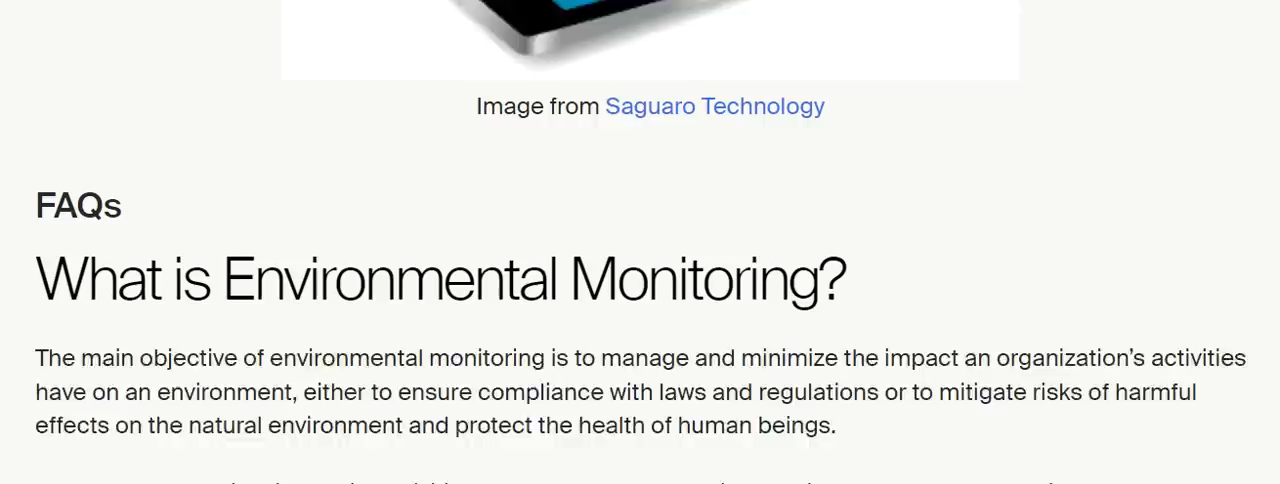 Image from Saguaro Technology
FAQs
What is Environmental Monitoring?
The main objective of environmental monitoring is to manage and minimize the impact an organization’s activities
have on an environment, either to ensure compliance with laws and regulations or to mitigate risks of harmful
effects on the natural environment and protect the health of human beings.